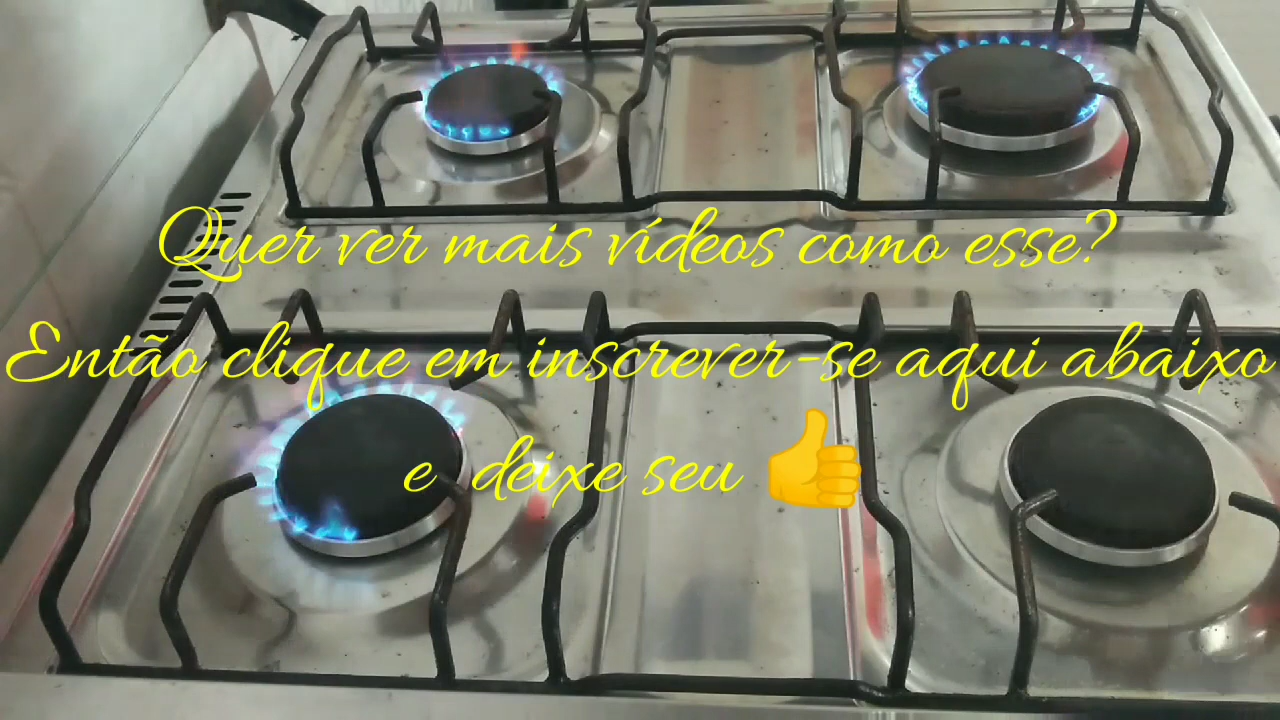 Quer ver mais vídeos como esse?
Então clique em inscrever-se aqui abaixo
e deixe seu 👍